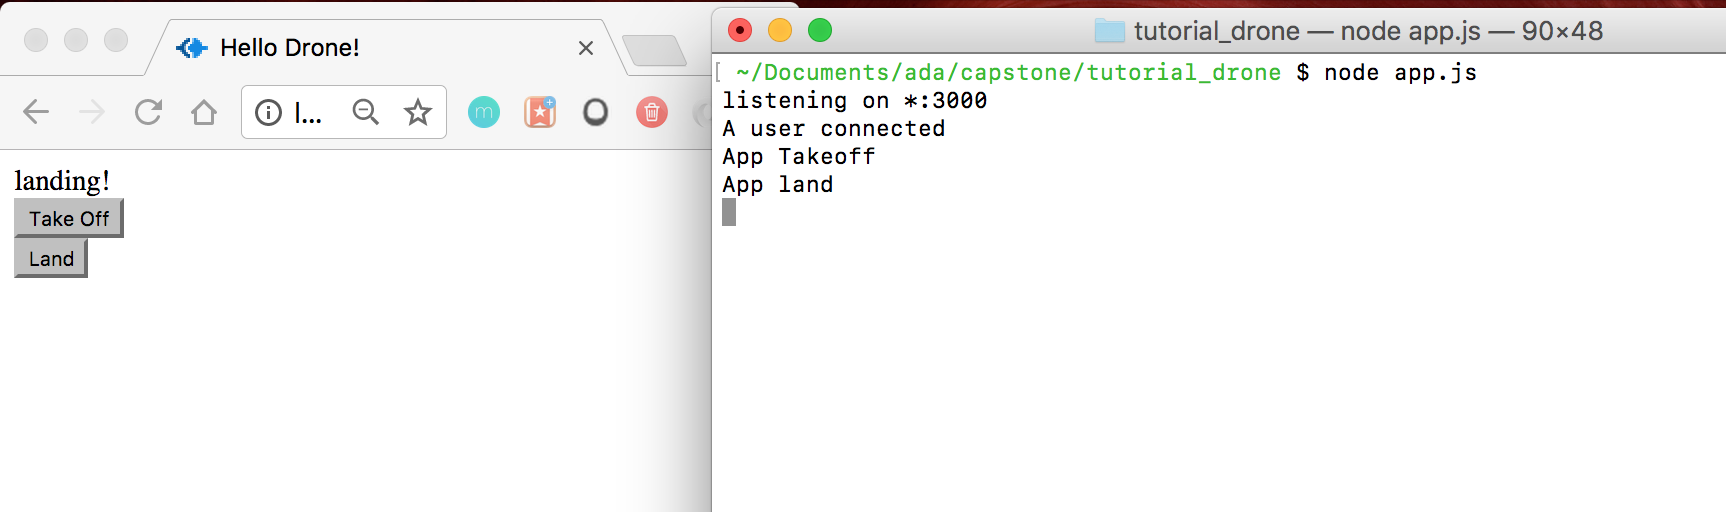 Hello Drone!
l...
m
landing!
Take Off
Land
tutorial_drone — node app.js — 90×48
[ ~/Documents/ada/capstone/tutorial_drone $ node app.js
listening on *:3000
A user connected
App Takeoff
App land